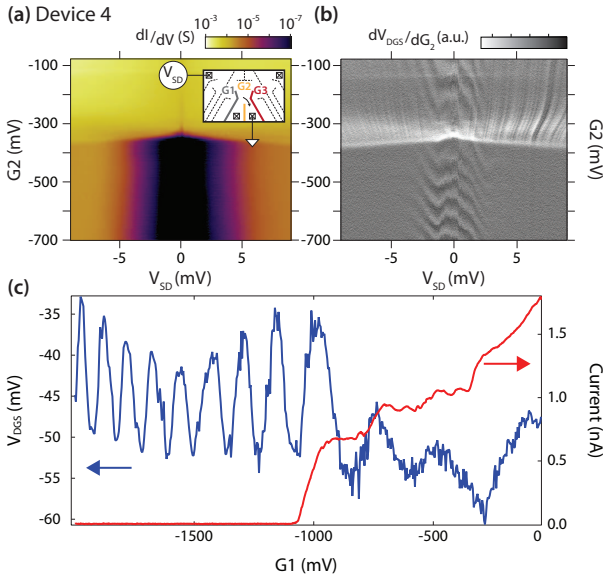 (a) Device 4
dI/dV (S) 10⁻³ 10⁻⁵ 10⁻⁷
(b) dV_DGS/dG₂ (a.u.)
V_SD
G1 G2 G3
G2 (mV)
-100
-300
-500
-700
-5 0 5
V_SD (mV)
-100
-300
-500
-700
G2 (mV)
-5 0 5
V_SD (mV)
(c)
V_DGS (mV)
-35
-40
-45
-50
-55
-60
1.5
1.0
0.5
0.0
Current (nA)
-1500 -1000 -500 0
G1 (mV)